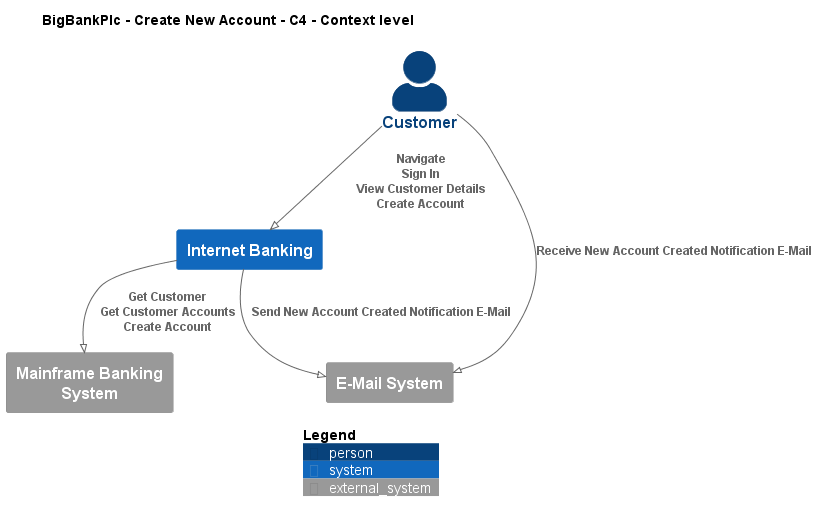 BigBankPlc - Create New Account - C4 - Context level
Customer
Navigate
Sign In
View Customer Details
Create Account
Receive New Account Created Notification E-Mail
Internet Banking
Get Customer
Get Customer Accounts
Create Account
Send New Account Created Notification E-Mail
Mainframe Banking
System
E-Mail System
Legend
person
system
external_system